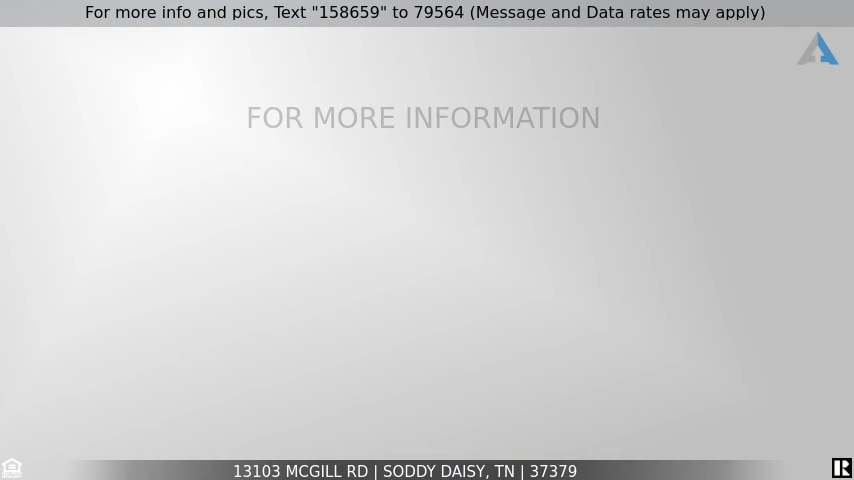 For more info and pics, Text "158659" to 79564 (Message and Data rates may apply)
FOR MORE INFORMATION
13103 MCGILL RD | SODDY DAISY, TN | 37379